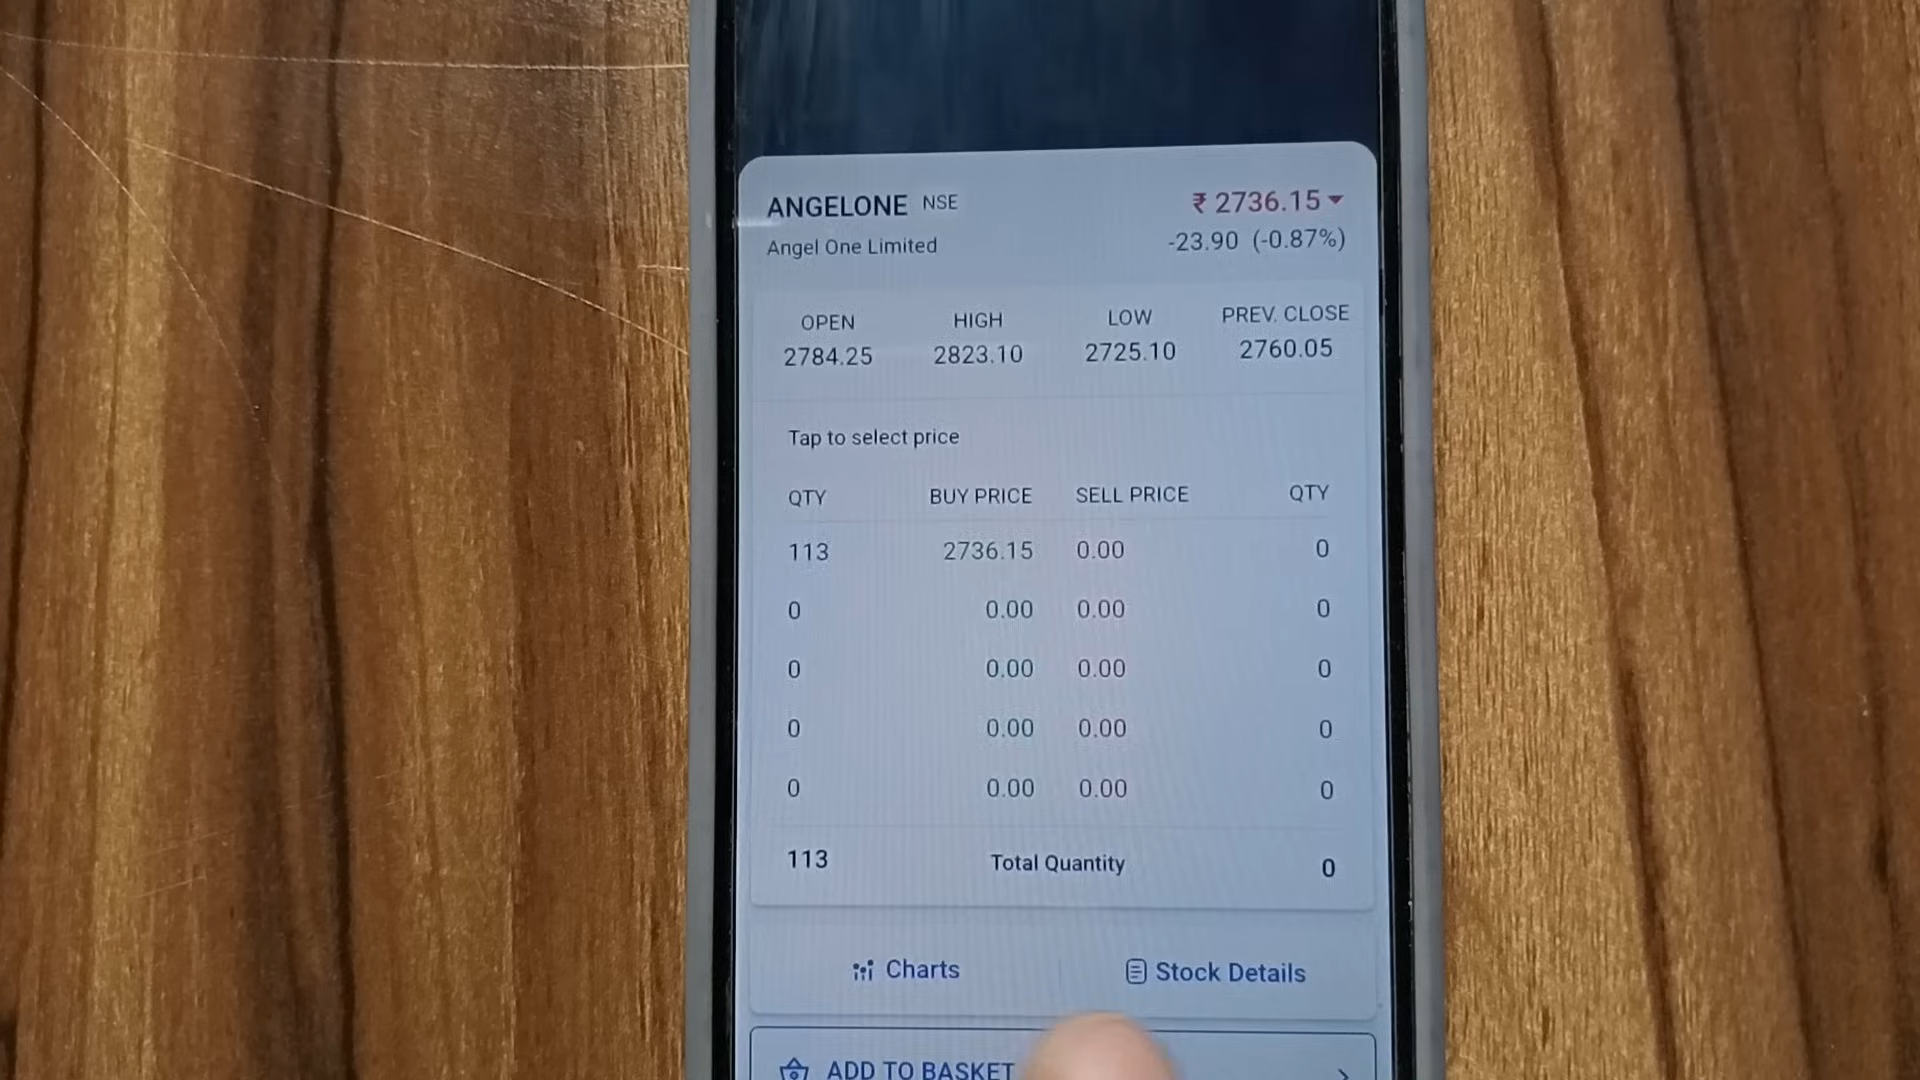 ANGELONE NSE ₹ 2736.15
Angel One Limited -23.90 (-0.87%)
OPEN HIGH LOW PREV. CLOSE
2784.25 2823.10 2725.10 2760.05
Tap to select price
QTY BUY PRICE SELL PRICE QTY
113 2736.15 0.00 0
0 0.00 0.00 0
0 0.00 0.00 0
0 0.00 0.00 0
0 0.00 0.00 0
113 Total Quantity 0
Charts Stock Details
ADD TO BASKET